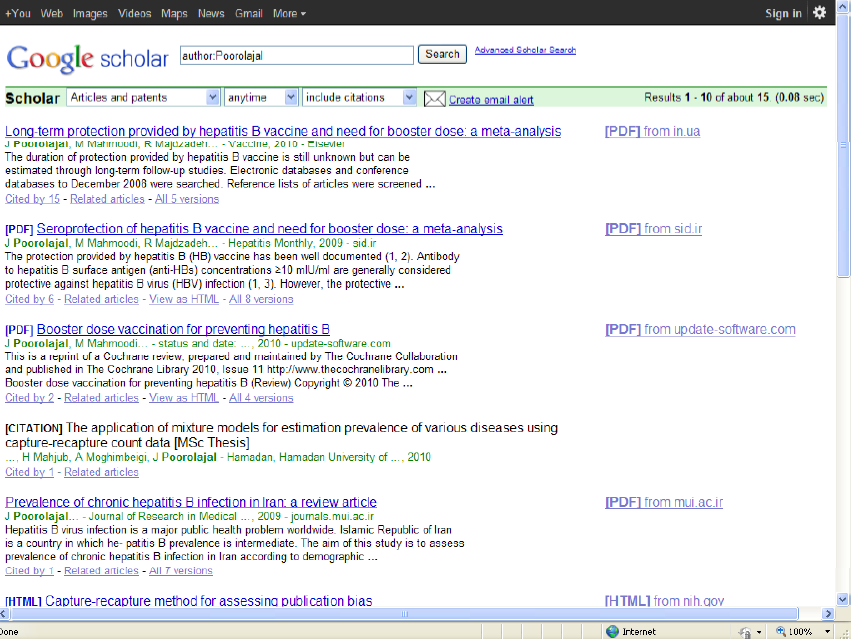 +You Web Images Videos Maps News Gmail More
Sign in
Google scholar
author:Poorolajal
Search
Advanced Scholar Search
Scholar
Articles and patents
anytime
include citations
Create email alert
Results 1 - 10 of about 15 (0.08 sec)
Long-term protection provided by hepatitis B vaccine and need for booster dose: a meta-analysis
[PDF] from in.ua
J Poorolajal, M Mahmoodi, R Majdzadeh... - Vaccine, 2010 - Elsevier
The duration of protection provided by hepatitis B vaccine is still unknown but can be
estimated through long-term follow-up studies. Electronic databases and conference
databases to December 2008 were searched. Reference lists of articles were screened ...
Cited by 15 - Related articles - All 5 versions
[PDF] Seroprotection of hepatitis B vaccine and need for booster dose: a meta-analysis
[PDF] from sid.ir
J Poorolajal, M Mahmoodi, R Majdzadeh... - Hepatitis Monthly, 2009 - sid.ir
The protection provided by hepatitis B (HB) vaccine has been well documented (1, 2). Antibody
to hepatitis B surface antigen (anti-HBs) concentrations ≥10 mIU/ml are generally considered
protective against hepatitis B virus (HBV) infection (1, 3). However, the protective ...
Cited by 6 - Related articles - View as HTML - All 8 versions
[PDF] Booster dose vaccination for preventing hepatitis B
[PDF] from update-software.com
J Poorolajal, M Mahmoodi... - status and date: ..., 2010 - update-software.com
This is a reprint of a Cochrane review, prepared and maintained by The Cochrane Collaboration
and published in The Cochrane Library 2010, Issue 11 http://www.thecochranelibrary.com ...
Booster dose vaccination for preventing hepatitis B (Review) Copyright © 2010 The ...
Cited by 2 - Related articles - View as HTML - All 4 versions
[CITATION] The application of mixture models for estimation prevalence of various diseases using
capture-recapture count data [MSc Thesis]
..., H Mahjub, A Moghimbeigi, J Poorolajal - Hamadan, Hamadan University of ..., 2010
Cited by 1 - Related articles
Prevalence of chronic hepatitis B infection in Iran: a review article
[PDF] from mui.ac.ir
J Poorolajal... - Journal of Research in Medical ..., 2009 - journals.mui.ac.ir
Hepatitis B virus infection is a major public health problem worldwide. Islamic Republic of Iran
is a country in which he- patitis B prevalence is intermediate. The aim of this study is to assess
prevalence of chronic hepatitis B infection in Iran according to demographic ...
Cited by 1 - Related articles - All 7 versions
[HTML] Capture-recapture method for assessing publication bias
[HTML] from nih.gov
Done
Internet
100%